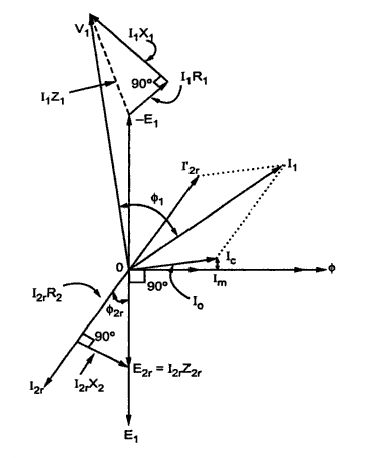 V1
I1X1
I1R1
90°
I1Z1
–E1
I'2r
I1
ϕ1
Ic
0
ϕ
90°
Im
Io
I2rR2
ϕ2r
90°
E2r = I2rZ2r
I2r
I2rX2
E1